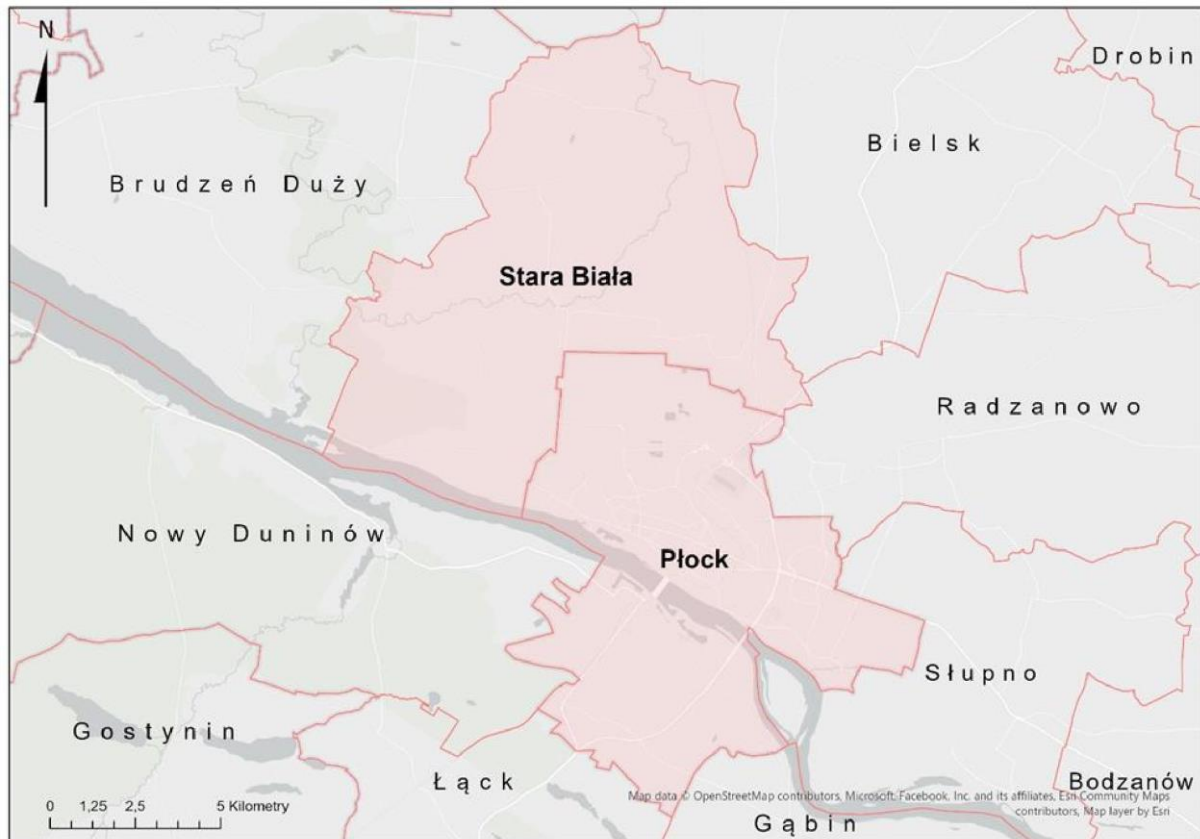 N
Drobin
Bielsk
Brudzeń Duży
Stara Biała
Radzanowo
Nowy Duninów
Płock
Słupno
Gostynin
Łąck
Bodzanów
0 1,25 2,5 5 Kilometry
Map data © OpenStreetMap contributors, Microsoft, Facebook, Inc. and its affiliates, Esri Community Maps
contributors, Map layer by Esri
Gąbin